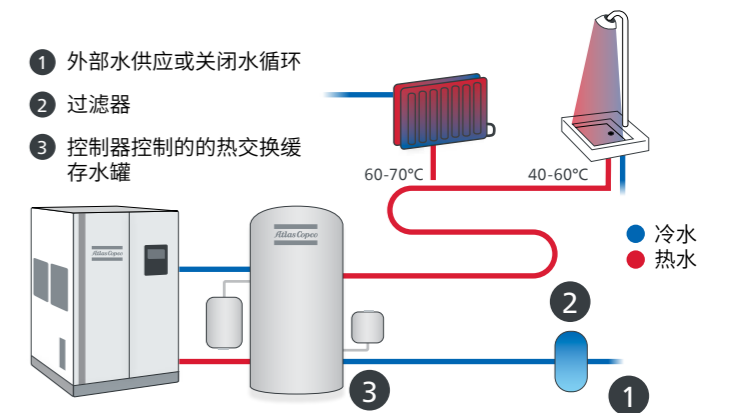 1 外部水供应或关闭水循环
2 过滤器
3 控制器控制的的热交换缓
存水罐
60-70℃
40-60℃
冷水
热水
Atlas Copco
Atlas Copco
2
3
1